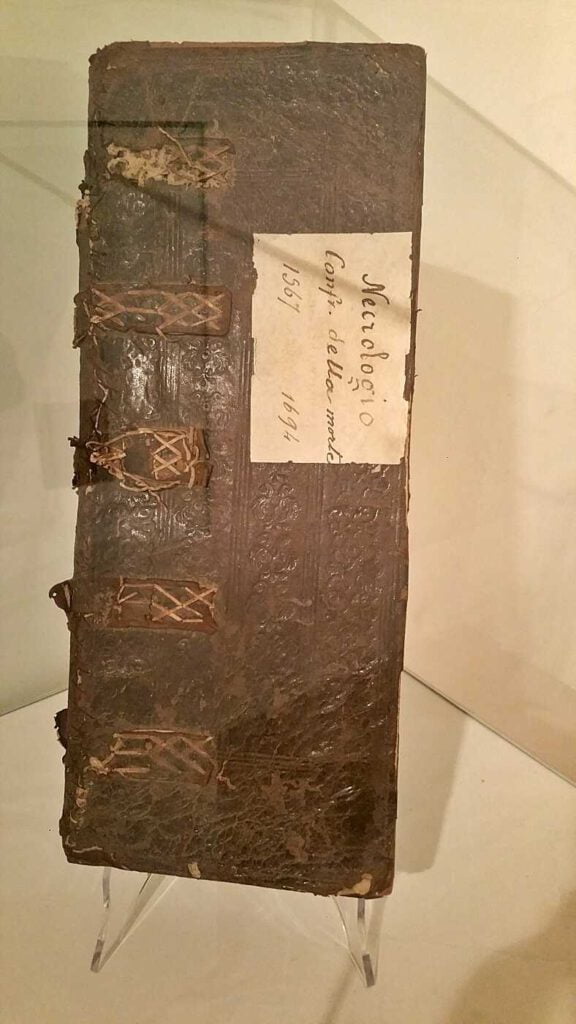 Necrologio
Confr. della morte
1567 1694